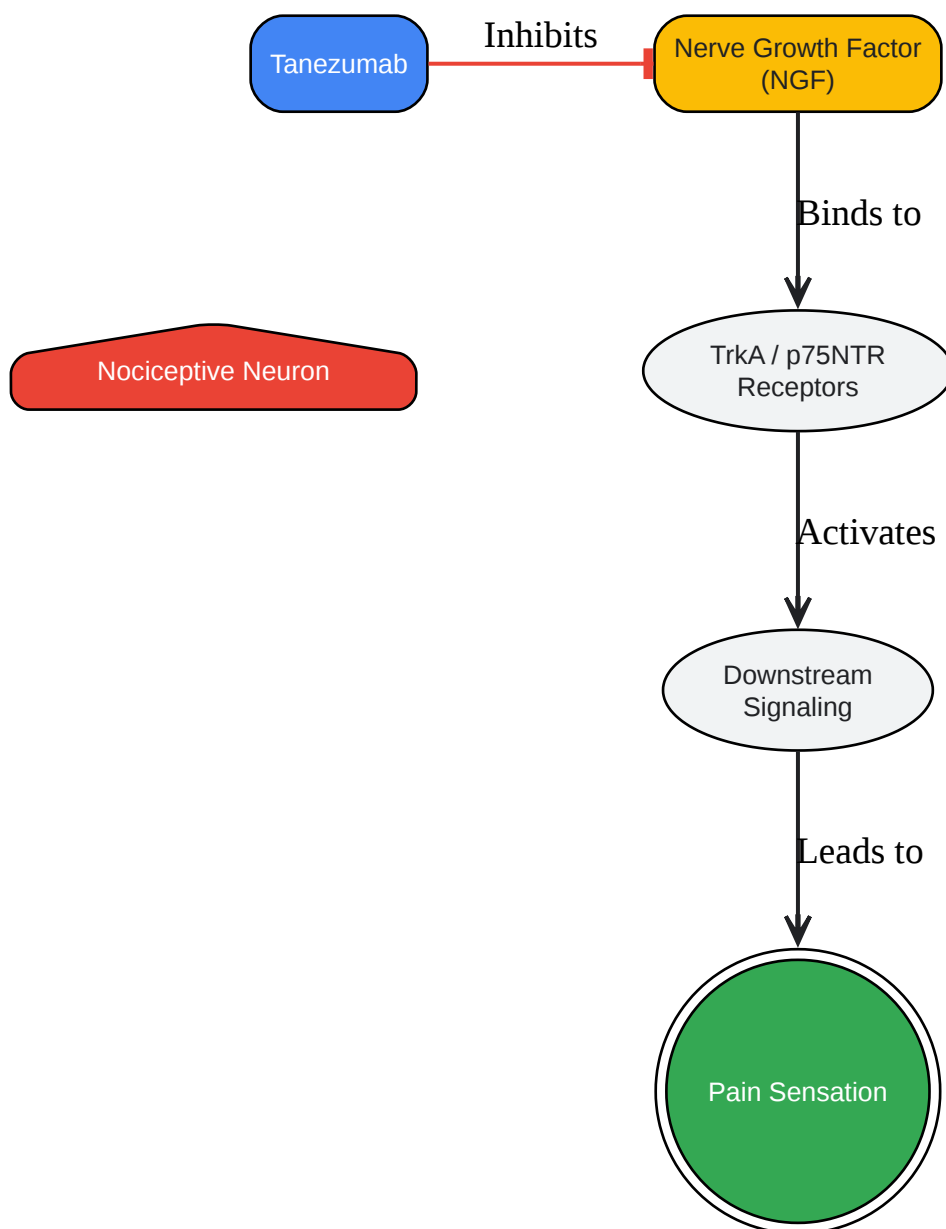 Tanezumab
Inhibits
Nerve Growth Factor
(NGF)
Binds to
Nociceptive Neuron
TrkA / p75NTR
Receptors
Activates
Downstream
Signaling
Leads to
Pain Sensation